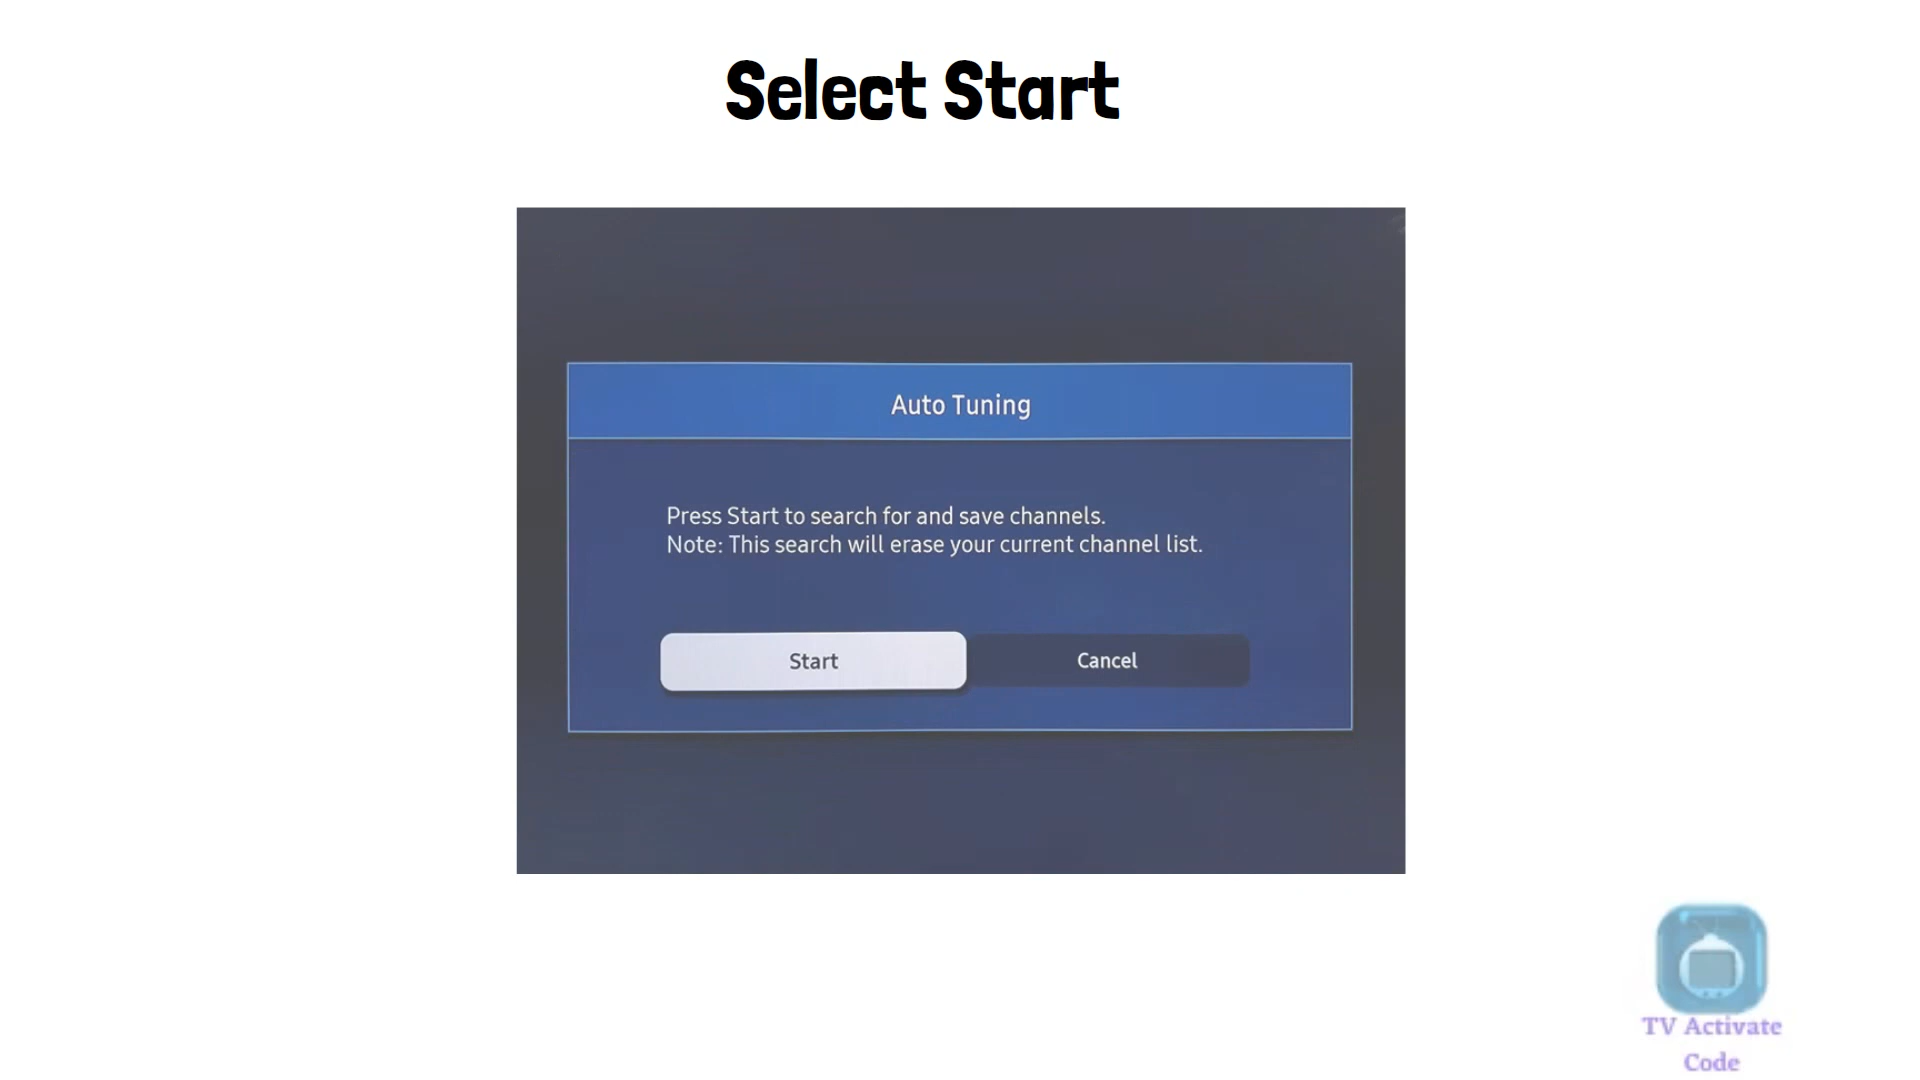 Select Start
Auto Tuning
Press Start to search for and save channels.
Note: This search will erase your current channel list.
Start
Cancel
TV Activate
Code